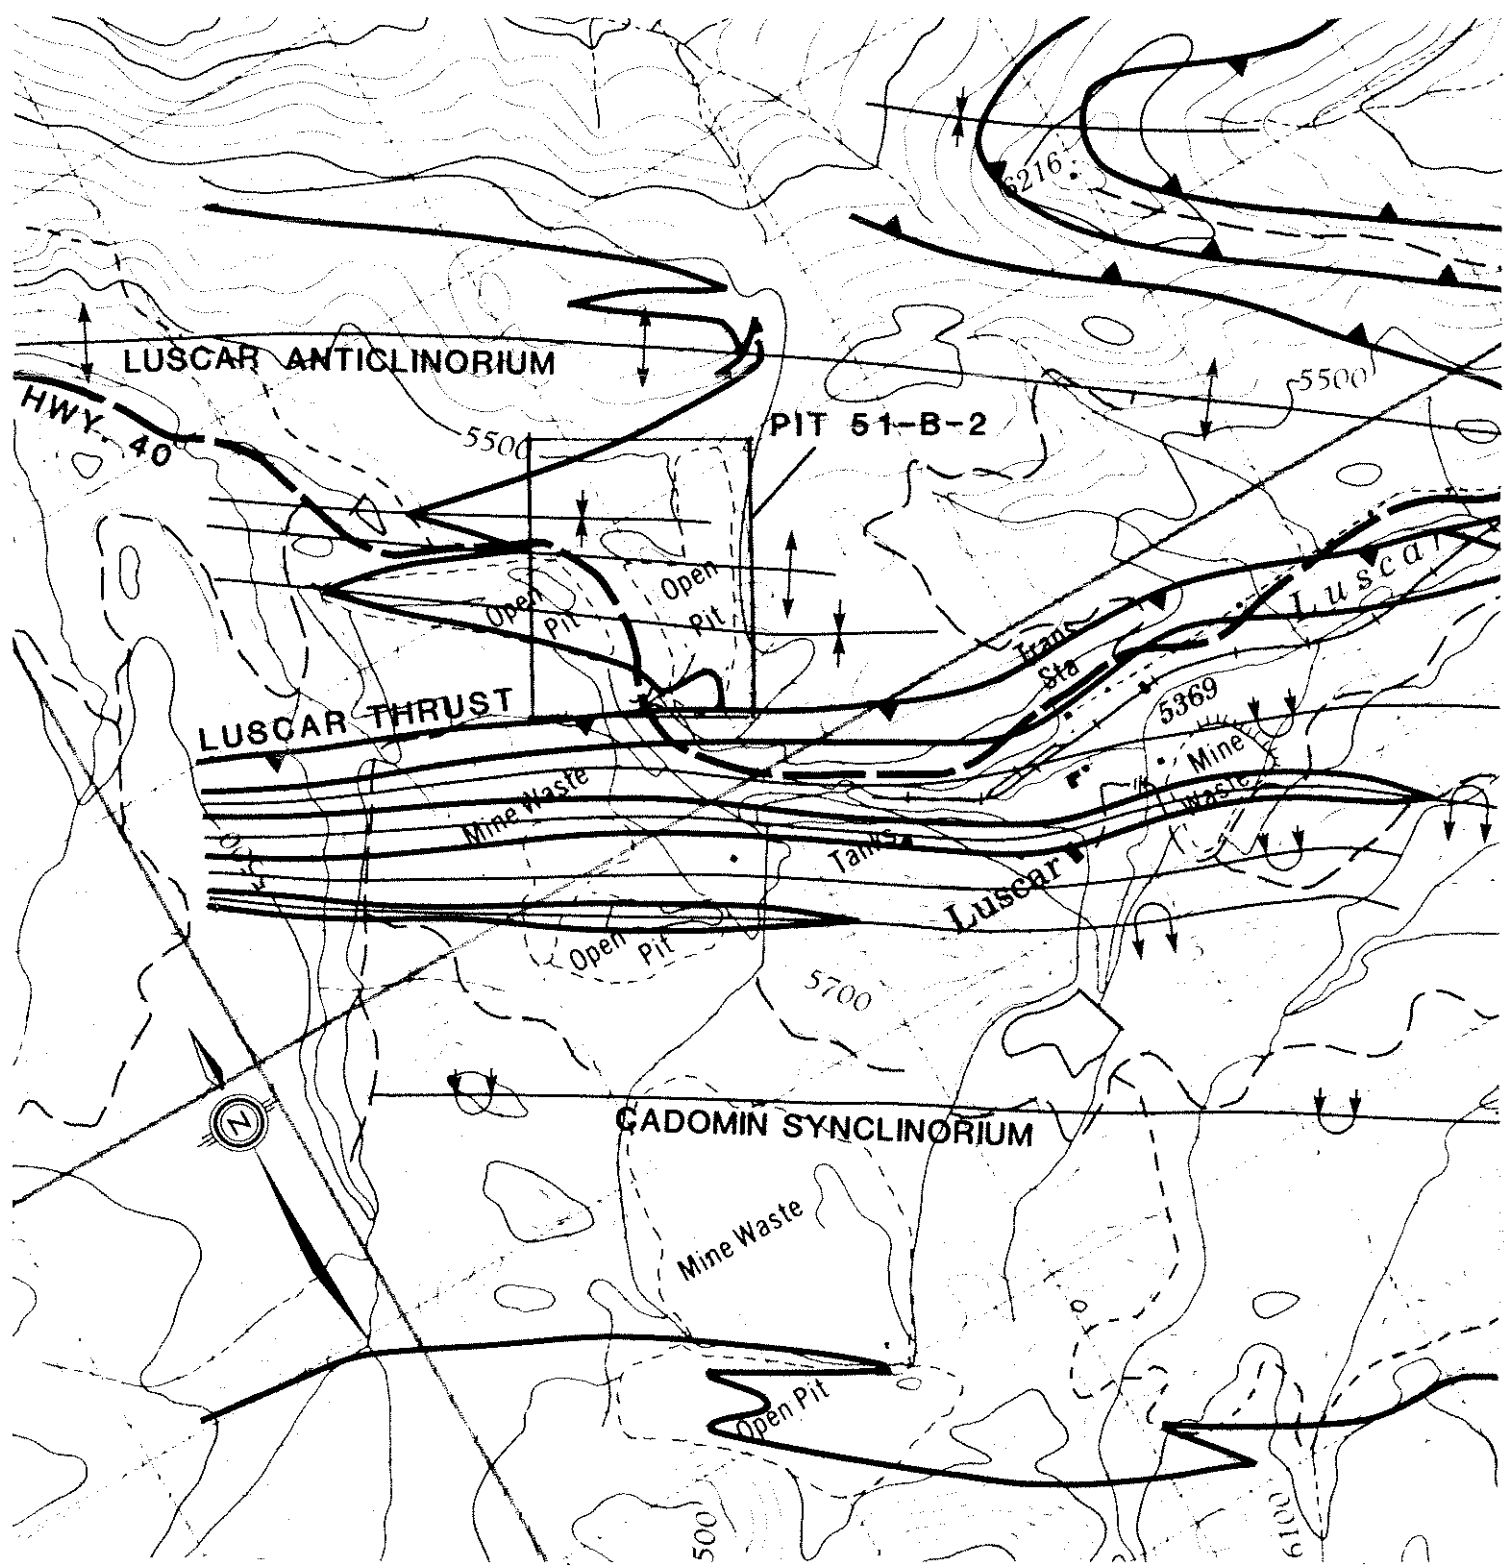 6216
LUSCAR ANTICLINORIUM
5500
HWY. 40
5500
PIT 51-B-2
Open
Pit
Open
Pit
Luscar
Trans
Sta
LUSCAR THRUST
5369
Mine
Waste
Mine Waste
Tanks
Luscar
Open
Pit
5700
N
CADOMIN SYNCLINORIUM
Mine Waste
Open Pit
500
6100